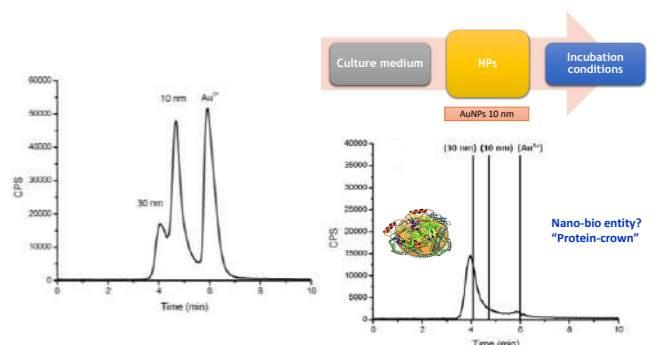 Culture medium
NPs
Incubation
conditions
AuNPs 10 nm
60000
50000
40000
30000
20000
10000
0
CPS
30 nm
10 nm
Au³⁺
0
2
4
6
8
10
Time (min)
40000
35000
30000
25000
20000
15000
10000
5000
0
CPS
(30 nm) (10 nm) (Au³⁺)
Nano-bio entity?
“Protein-crown”
0
2
4
6
8
10
Time (min)